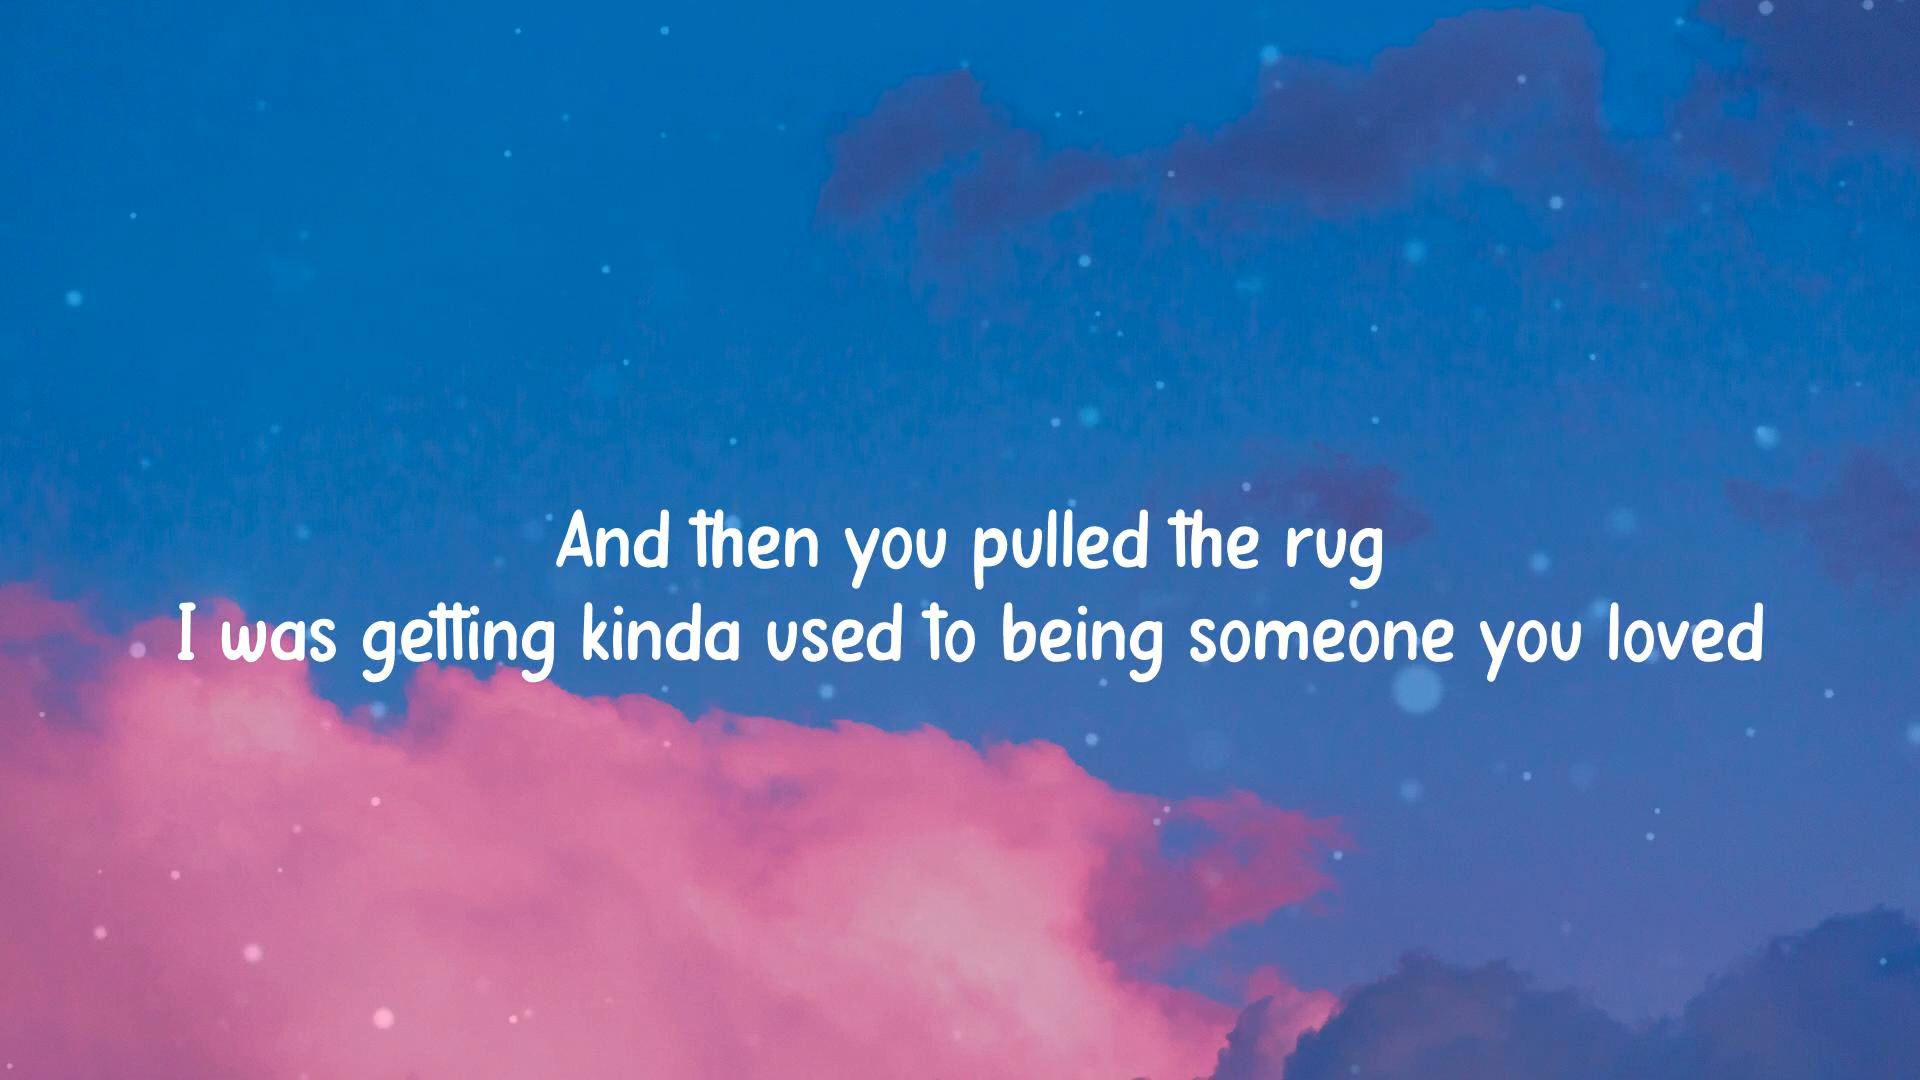 And then you pulled the rug
I was getting kinda used to being someone you loved